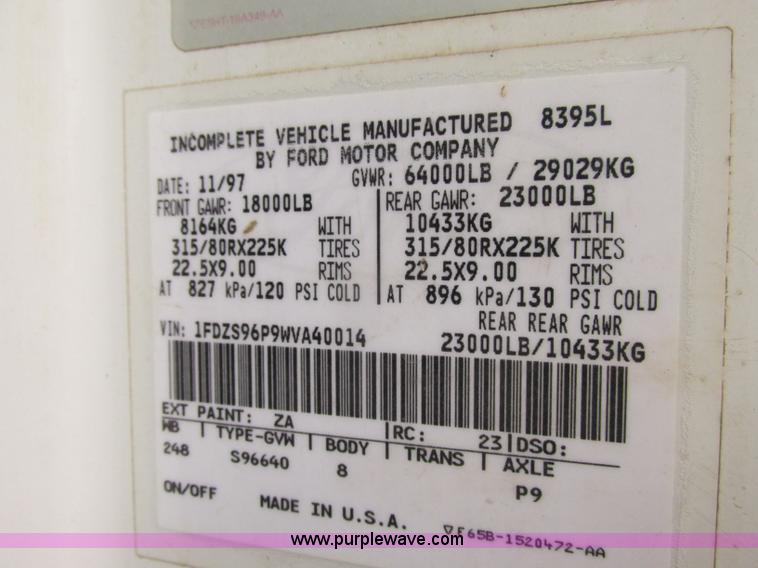 INCOMPLETE VEHICLE MANUFACTURED 8395L
BY FORD MOTOR COMPANY
DATE: 11/97 GVWR: 64000LB / 29029KG
FRONT GAWR: 18000LB REAR GAWR: 23000LB
8164KG WITH 10433KG WITH
315/80RX225K TIRES 315/80RX225K TIRES
22.5X9.00 RIMS 22.5X9.00 RIMS
AT 827 kPa/120 PSI COLD AT 896 kPa/130 PSI COLD
REAR REAR GAWR
VIN: 1FDZS96P9WVA40014 23000LB/10433KG
EXT PAINT: ZA RC: 23 DSO:
WB TYPE-GVW BODY TRANS AXLE
248 S96640 8 P9
ON/OFF MADE IN U.S.A. ▽F65B-1520472-AA
www.purplewave.com